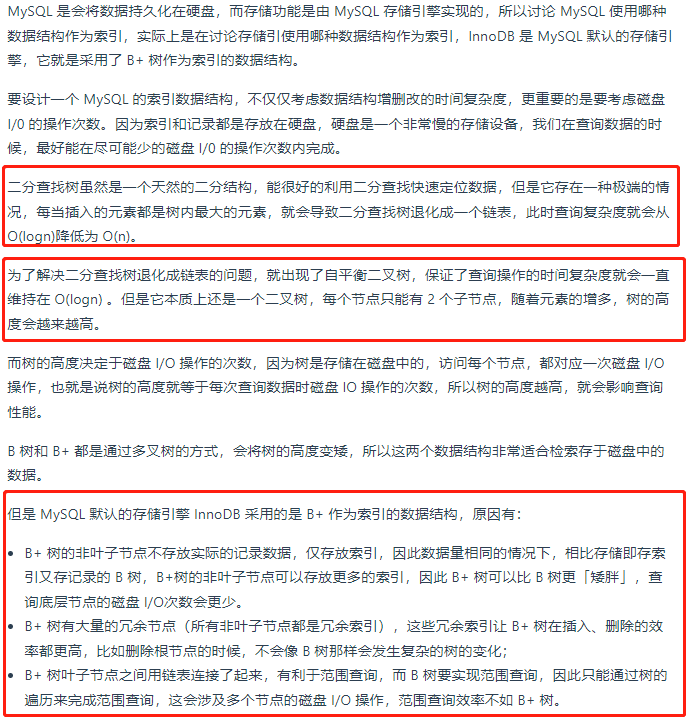 MySQL 是会将数据持久化在硬盘，而存储功能是由 MySQL 存储引擎实现的，所以讨论 MySQL 使用哪种
数据结构作为索引，实际上是在讨论存储引使用哪种数据结构作为索引，InnoDB 是 MySQL 默认的存储引
擎，它就是采用了 B+ 树作为索引的数据结构。
要设计一个 MySQL 的索引数据结构，不仅仅考虑数据结构增删改的时间复杂度，更重要的是要考虑磁盘
I/0 的操作次数。因为索引和记录都是存放在硬盘，硬盘是一个非常慢的存储设备，我们在查询数据的时
候，最好能在尽可能少的磁盘 I/0 的操作次数内完成。
二分查找树虽然是一个天然的二分结构，能很好的利用二分查找快速定位数据，但是它存在一种极端的情
况，每当插入的元素都是树内最大的元素，就会导致二分查找树退化成一个链表，此时查询复杂度就会从
O(logn)降低为 O(n)。
为了解决二分查找树退化成链表的问题，就出现了自平衡二叉树，保证了查询操作的时间复杂度就会一直
维持在 O(logn) 。但是它本质上还是一个二叉树，每个节点只能有 2 个子节点，随着元素的增多，树的高
度会越来越高。
而树的高度决定于磁盘 I/O 操作的次数，因为树是存储在磁盘中的，访问每个节点，都对应一次磁盘 I/O
操作，也就是说树的高度就等于每次查询数据时磁盘 IO 操作的次数，所以树的高度越高，就会影响查询
性能。
B 树和 B+ 都是通过多叉树的方式，会将树的高度变矮，所以这两个数据结构非常适合检索存于磁盘中的
数据。
但是 MySQL 默认的存储引擎 InnoDB 采用的是 B+ 作为索引的数据结构，原因有：
• B+ 树的非叶子节点不存放实际的记录数据，仅存放索引，因此数据量相同的情况下，相比存储即存索
引又存记录的 B 树，B+树的非叶子节点可以存放更多的索引，因此 B+ 树可以比 B 树更「矮胖」，查
询底层节点的磁盘 I/O次数会更少。
• B+ 树有大量的冗余节点（所有非叶子节点都是冗余索引），这些冗余索引让 B+ 树在插入、删除的效
率都更高，比如删除根节点的时候，不会像 B 树那样会发生复杂的树的变化；
• B+ 树叶子节点之间用链表连接了起来，有利于范围查询，而 B 树要实现范围查询，因此只能通过树的
遍历来完成范围查询，这会涉及多个节点的磁盘 I/O 操作，范围查询效率不如 B+ 树。